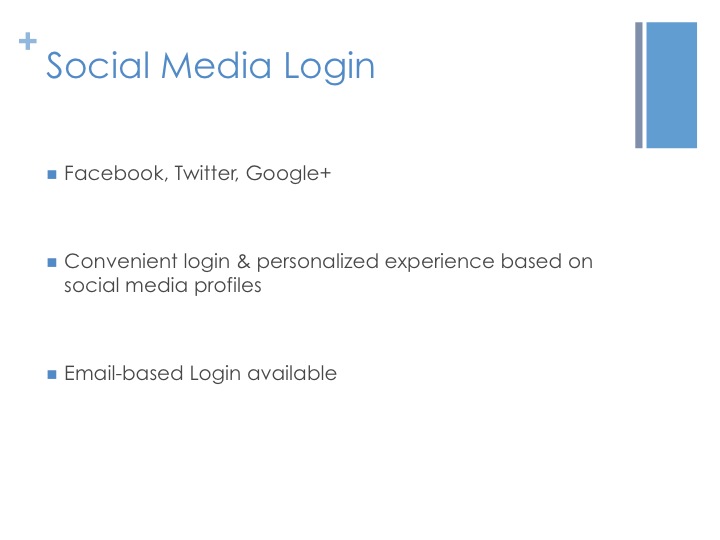 +
Social Media Login
Facebook, Twitter, Google+
Convenient login & personalized experience based on
social media profiles
Email-based Login available